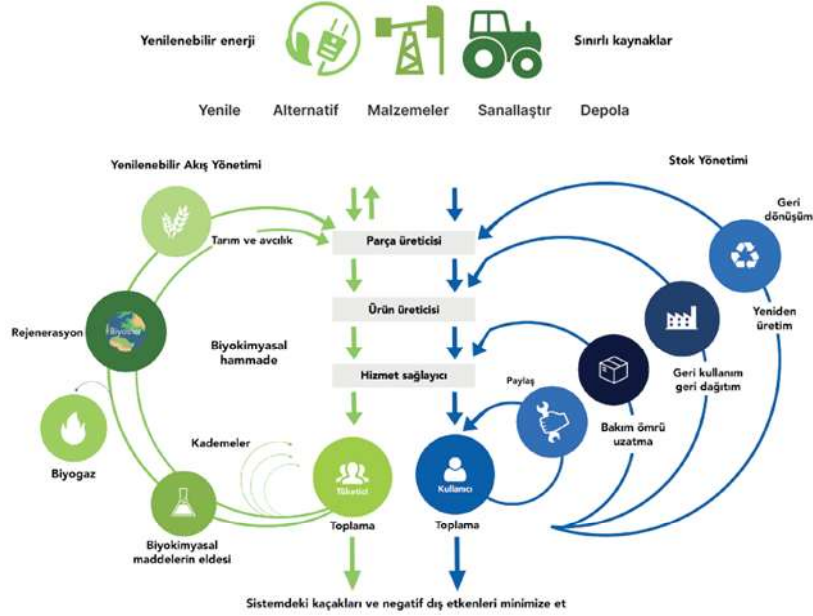 Yenilenebilir enerji
Sınırlı kaynaklar
Yenile Alternatif Malzemeler Sanallaştır Depola
Yenilenebilir Akış Yönetimi
Stok Yönetimi
Geri
dönüşüm
Tarım ve avcılık
Parça üreticisi
Rejenerasyon
Biyosfer
Ürün üreticisi
Yeniden
üretim
Biyokimyasal
hammade
Hizmet sağlayıcı
Paylaş
Geri kullanım
geri dağıtım
Bakım ömrü
uzatma
Kademeler
Biyogaz
Tüketici
Kullanıcı
Toplama
Toplama
Biyokimyasal
maddelerin eldesi
Sistemdeki kaçakları ve negatif dış etkenleri minimize et